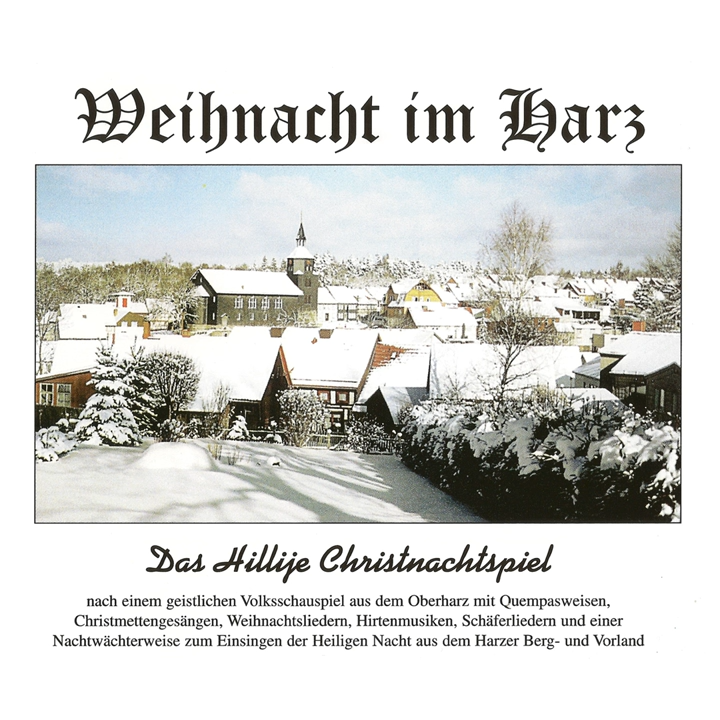 Weihnacht im Harz
Das Hillije Christnachtspiel
nach einem geistlichen Volksschauspiel aus dem Oberharz mit Quempasweisen,
Christmettengesängen, Weihnachtsliedern, Hirtenmusiken, Schäferliedern und einer
Nachtwächterweise zum Einsingen der Heiligen Nacht aus dem Harzer Berg- und Vorland